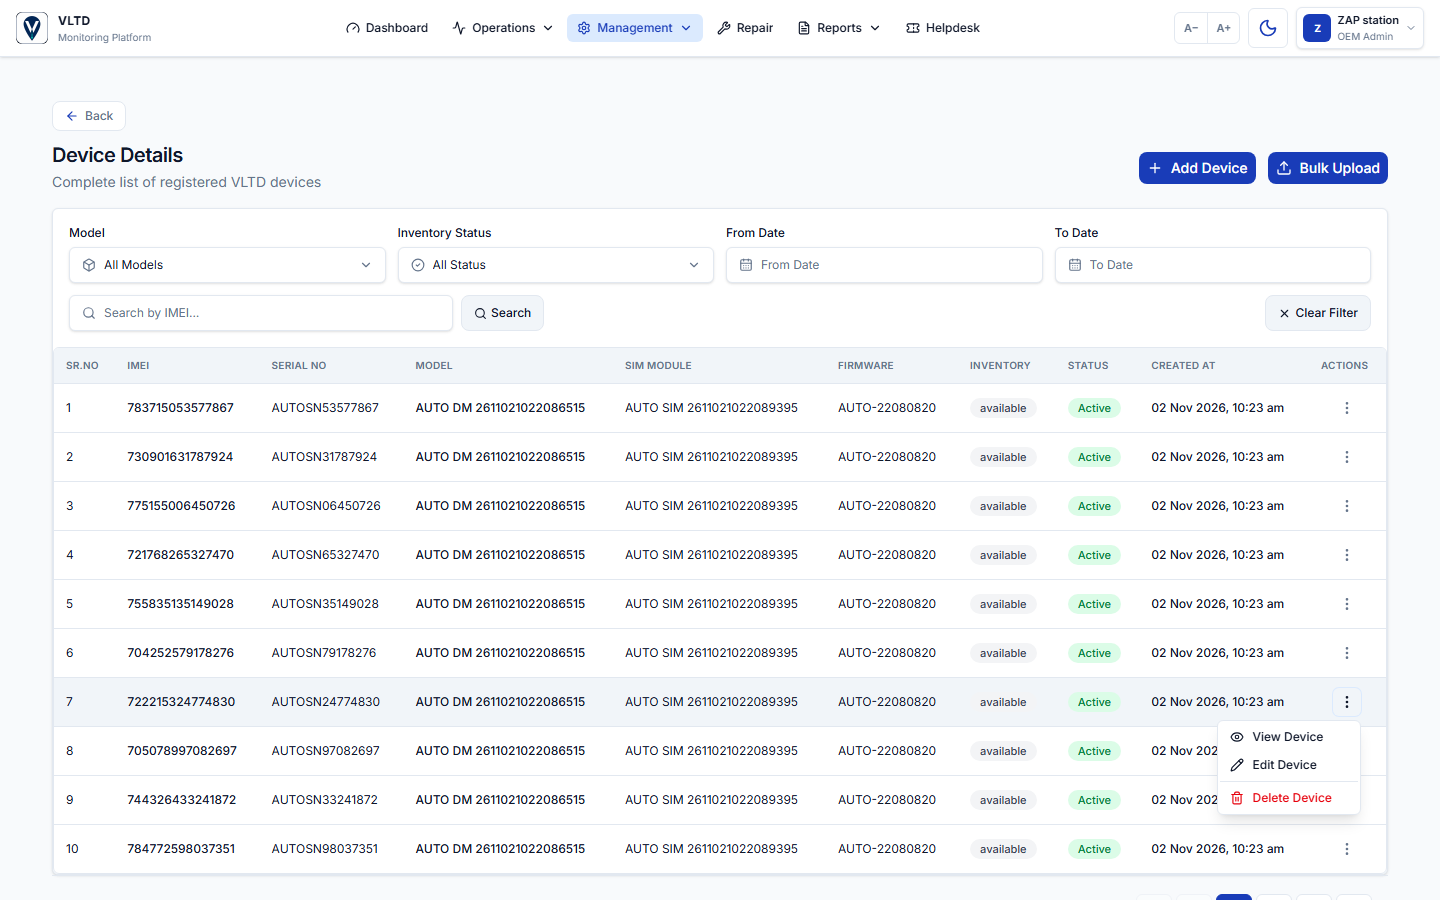 VLTD
Monitoring Platform
Dashboard
Operations
Management
Repair
Reports
Helpdesk
A-
A+
Z
ZAP station
OEM Admin
Back
Device Details
Complete list of registered VLTD devices
Add Device
Bulk Upload
Model
Inventory Status
From Date
To Date
All Models
All Status
From Date
To Date
Search by IMEI...
Search
Clear Filter
SR.NO IMEI SERIAL NO MODEL SIM MODULE FIRMWARE INVENTORY STATUS CREATED AT ACTIONS
1 783715053577867 AUTOSN53577867 AUTO DM 2611021022086515 AUTO SIM 2611021022089395 AUTO-22080820 available Active 02 Nov 2026, 10:23 am
2 730901631787924 AUTOSN31787924 AUTO DM 2611021022086515 AUTO SIM 2611021022089395 AUTO-22080820 available Active 02 Nov 2026, 10:23 am
3 775155006450726 AUTOSN06450726 AUTO DM 2611021022086515 AUTO SIM 2611021022089395 AUTO-22080820 available Active 02 Nov 2026, 10:23 am
4 721768265327470 AUTOSN65327470 AUTO DM 2611021022086515 AUTO SIM 2611021022089395 AUTO-22080820 available Active 02 Nov 2026, 10:23 am
5 755835135149028 AUTOSN35149028 AUTO DM 2611021022086515 AUTO SIM 2611021022089395 AUTO-22080820 available Active 02 Nov 2026, 10:23 am
6 704252579178276 AUTOSN79178276 AUTO DM 2611021022086515 AUTO SIM 2611021022089395 AUTO-22080820 available Active 02 Nov 2026, 10:23 am
7 722215324774830 AUTOSN24774830 AUTO DM 2611021022086515 AUTO SIM 2611021022089395 AUTO-22080820 available Active 02 Nov 2026, 10:23 am
8 705078997082697 AUTOSN97082697 AUTO DM 2611021022086515 AUTO SIM 2611021022089395 AUTO-22080820 available Active 02 Nov 202
9 744326433241872 AUTOSN33241872 AUTO DM 2611021022086515 AUTO SIM 2611021022089395 AUTO-22080820 available Active 02 Nov 202
10 784772598037351 AUTOSN98037351 AUTO DM 2611021022086515 AUTO SIM 2611021022089395 AUTO-22080820 available Active 02 Nov 2026, 10:23 am
View Device
Edit Device
Delete Device